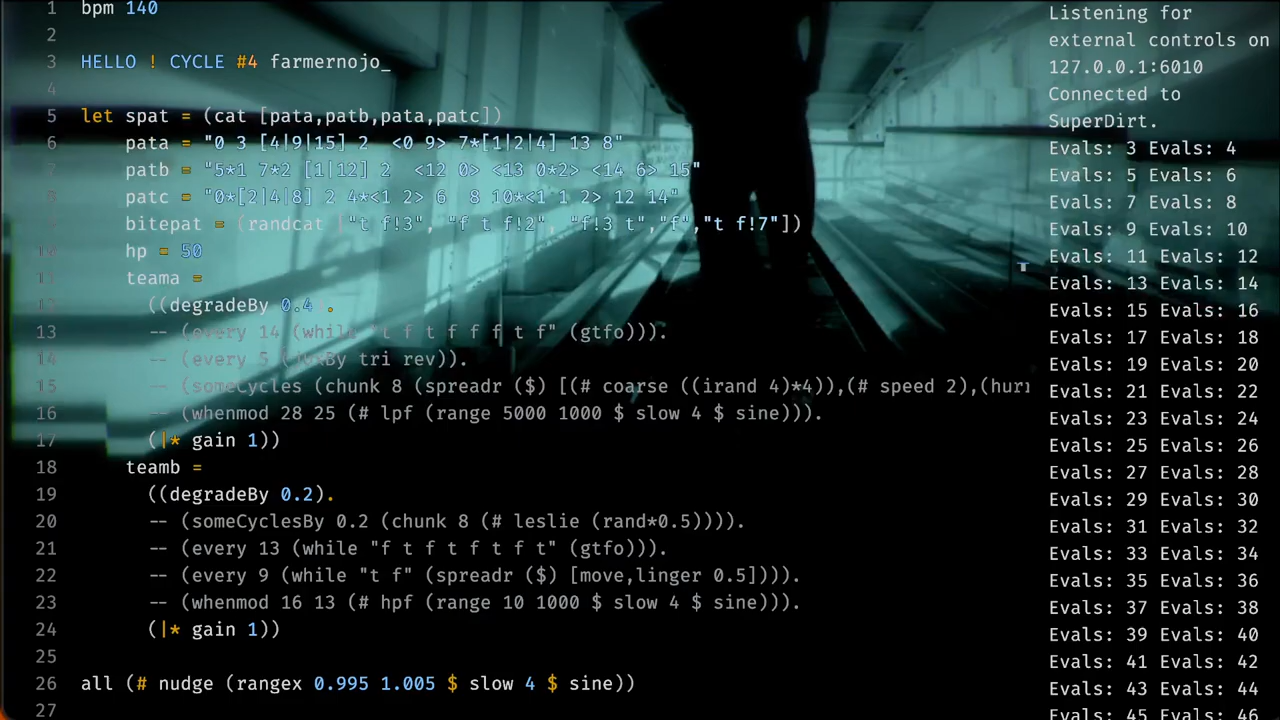 1 bpm 140
2
3 HELLO ! CYCLE #4 farmernojo_
4
5 let spat = (cat [pata,patb,pata,patc])
6 pata = "0 3 [4|9|15] 2 <0 9> 7*[1|2|4] 13 8"
7 patb = "5*1 7*2 [1|12] 2 <12 0> <13 0*2> <14 6> 15"
8 patc = "0*[2|4|8] 2 4*<1 2> 6 8 10*<1 1 2> 12 14"
bitepat = (randcat ["t f!3", "f t f!2", "f!3 t","f","t f!7"])
10 hp = 50
11 teama =
12 ((degradeBy 0.4).
13 -- (every 14 (while "t f t f f f t f" (gtfo))).
14 -- (every 5 tri rev)).
15 -- (someCycles (chunk 8 (spreadr ($) [(# coarse ((irand 4)*4)),(# speed 2),(hurr
16 -- (whenmod 28 25 (# lpf (range 5000 1000 $ slow 4 $ sine))).
17 (|* gain 1))
18 teamb =
19 ((degradeBy 0.2).
20 -- (someCyclesBy 0.2 (chunk 8 (# leslie (rand*0.5)))).
21 -- (every 13 (while "f t f t f t f t" (gtfo))).
22 -- (every 9 (while "t f" (spreadr ($) [move,linger 0.5]))).
23 -- (whenmod 16 13 (# hpf (range 10 1000 $ slow 4 $ sine))).
24 (|* gain 1))
25
26 all (# nudge (rangex 0.995 1.005 $ slow 4 $ sine))
27
Listening for
external controls on
127.0.0.1:6010
Connected to
SuperDirt.
Evals: 3 Evals: 4
Evals: 5 Evals: 6
Evals: 7 Evals: 8
Evals: 9 Evals: 10
Evals: 11 Evals: 12
Evals: 13 Evals: 14
Evals: 15 Evals: 16
Evals: 17 Evals: 18
Evals: 19 Evals: 20
Evals: 21 Evals: 22
Evals: 23 Evals: 24
Evals: 25 Evals: 26
Evals: 27 Evals: 28
Evals: 29 Evals: 30
Evals: 31 Evals: 32
Evals: 33 Evals: 34
Evals: 35 Evals: 36
Evals: 37 Evals: 38
Evals: 39 Evals: 40
Evals: 41 Evals: 42
Evals: 43 Evals: 44
Evals: 45 Evals: 46